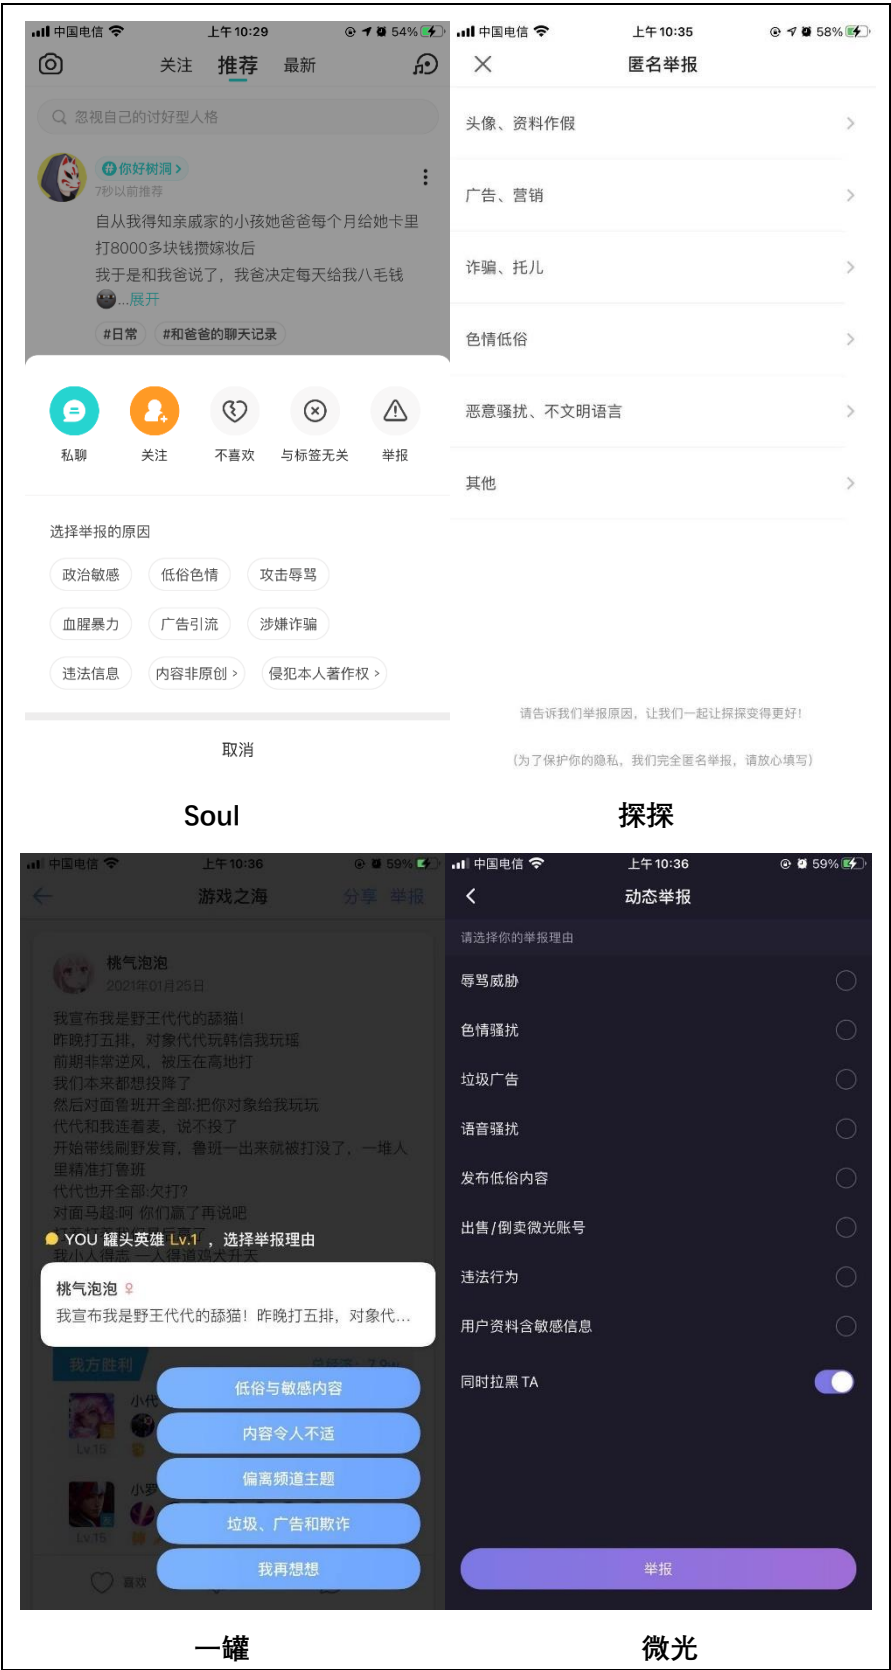 中国电信 上午10:29 54%
关注 推荐 最新
忽视自己的讨好型人格
#你好树洞>
7秒以前推荐
自从我得知亲戚家的小孩她爸爸每个月给她卡里
打8000多块钱攒嫁妆后
我于是和我爸说了，我爸决定每天给我八毛钱
...展开
#日常 #和爸爸的聊天记录
私聊 关注 不喜欢 与标签无关 举报
选择举报的原因
政治敏感 低俗色情 攻击辱骂
血腥暴力 广告引流 涉嫌诈骗
违法信息 内容非原创> 侵犯本人著作权>
取消
Soul
中国电信 上午10:35 58%
匿名举报
头像、资料作假
广告、营销
诈骗、托儿
色情低俗
恶意骚扰、不文明语言
其他
请告诉我们举报原因，让我们一起让探探变得更好!
(为了保护你的隐私，我们完全匿名举报，请放心填写)
探探
中国电信 上午10:36 59%
游戏之海 分享 举报
桃气泡泡
2021年01月25日
我宣布我是野王代代的舔猫!
昨晚打五排，对象代代玩韩信我玩瑶
前期非常逆风，被压在高地打
我们本来都想投降了
然后对面鲁班开全部:把你对象给我玩玩
代代和我连着麦，说不投了
开始带线刷野发育，鲁班一出来就被打没了，一堆人
里精准打鲁班
代代也开全部:欠打?
对面马超:呵 你们赢了再说吧
我小人得志 一人得道鸡犬升天
YOU 罐头英雄 Lv.1 ，选择举报理由
桃气泡泡♀
我宣布我是野王代代的舔猫！昨晚打五排，对象代...
我方胜利
小代
Lv.15
小罗
Lv.15
喜欢
低俗与敏感内容
内容令人不适
偏离频道主题
垃圾、广告和欺诈
我再想想
一罐
中国电信 上午10:36 59%
动态举报
请选择你的举报理由
辱骂威胁
色情骚扰
垃圾广告
语音骚扰
发布低俗内容
出售/倒卖微光账号
违法行为
用户资料含敏感信息
同时拉黑TA
举报
微光